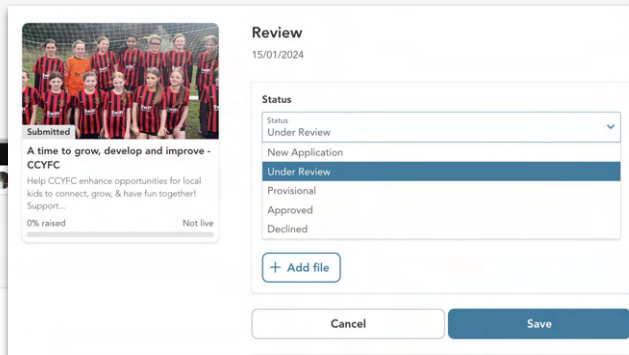 Submitted
A time to grow, develop and improve -
CCYFC
Help CCYFC enhance opportunities for local
kids to connect, grow, & have fun together!
Support...
0% raised
Not live
Review
15/01/2024
Status
Status
Under Review
New Application
Under Review
Provisional
Approved
Declined
+ Add file
Cancel
Save